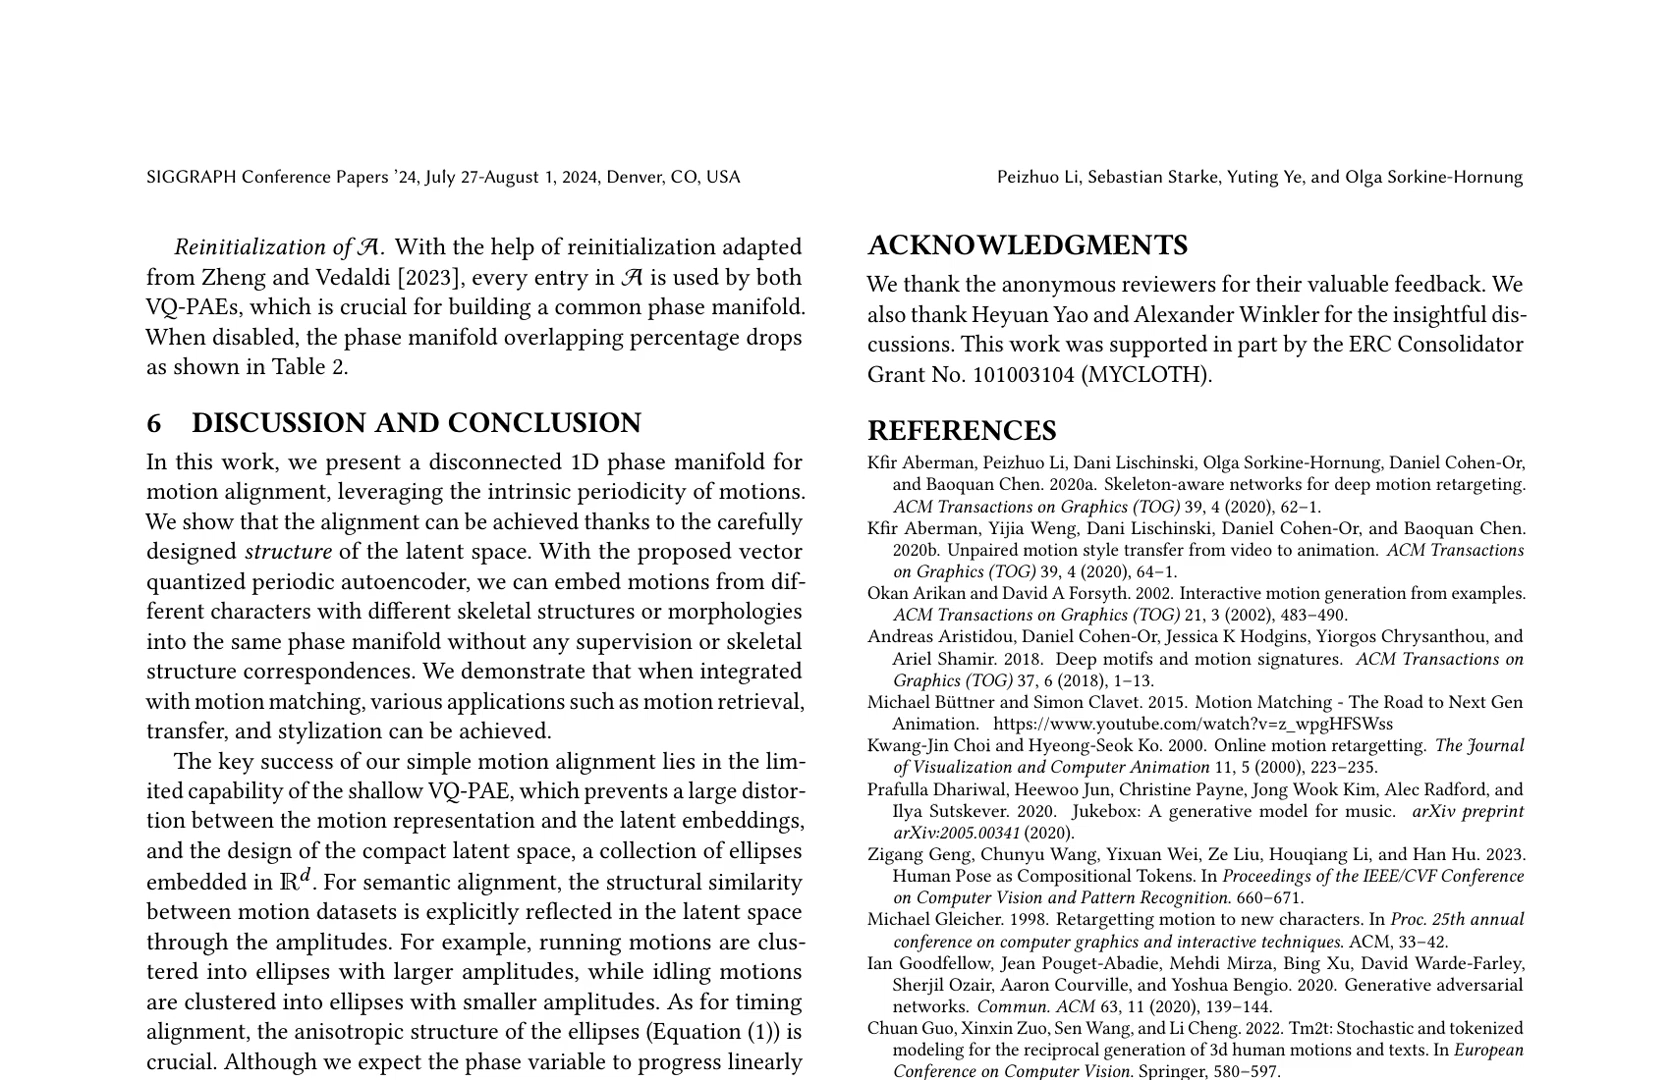 SIGGRAPH Conference Papers ’24, July 27-August 1, 2024, Denver, CO, USA
Peizhuo Li, Sebastian Starke, Yuting Ye, and Olga Sorkine-Hornung
Reinitialization of 𝒜. With the help of reinitialization adapted
from Zheng and Vedaldi [2023], every entry in 𝒜 is used by both
VQ-PAEs, which is crucial for building a common phase manifold.
When disabled, the phase manifold overlapping percentage drops
as shown in Table 2.
6 DISCUSSION AND CONCLUSION
In this work, we present a disconnected 1D phase manifold for
motion alignment, leveraging the intrinsic periodicity of motions.
We show that the alignment can be achieved thanks to the carefully
designed structure of the latent space. With the proposed vector
quantized periodic autoencoder, we can embed motions from dif-
ferent characters with different skeletal structures or morphologies
into the same phase manifold without any supervision or skeletal
structure correspondences. We demonstrate that when integrated
with motion matching, various applications such as motion retrieval,
transfer, and stylization can be achieved.
The key success of our simple motion alignment lies in the lim-
ited capability of the shallow VQ-PAE, which prevents a large distor-
tion between the motion representation and the latent embeddings,
and the design of the compact latent space, a collection of ellipses
embedded in ℝᵈ. For semantic alignment, the structural similarity
between motion datasets is explicitly reflected in the latent space
through the amplitudes. For example, running motions are clus-
tered into ellipses with larger amplitudes, while idling motions
are clustered into ellipses with smaller amplitudes. As for timing
alignment, the anisotropic structure of the ellipses (Equation (1)) is
crucial. Although we expect the phase variable to progress linearly
ACKNOWLEDGMENTS
We thank the anonymous reviewers for their valuable feedback. We
also thank Heyuan Yao and Alexander Winkler for the insightful dis-
cussions. This work was supported in part by the ERC Consolidator
Grant No. 101003104 (MYCLOTH).
REFERENCES
Kfir Aberman, Peizhuo Li, Dani Lischinski, Olga Sorkine-Hornung, Daniel Cohen-Or,
and Baoquan Chen. 2020a. Skeleton-aware networks for deep motion retargeting.
ACM Transactions on Graphics (TOG) 39, 4 (2020), 62–1.
Kfir Aberman, Yijia Weng, Dani Lischinski, Daniel Cohen-Or, and Baoquan Chen.
2020b. Unpaired motion style transfer from video to animation. ACM Transactions
on Graphics (TOG) 39, 4 (2020), 64–1.
Okan Arikan and David A Forsyth. 2002. Interactive motion generation from examples.
ACM Transactions on Graphics (TOG) 21, 3 (2002), 483–490.
Andreas Aristidou, Daniel Cohen-Or, Jessica K Hodgins, Yiorgos Chrysanthou, and
Ariel Shamir. 2018. Deep motifs and motion signatures. ACM Transactions on
Graphics (TOG) 37, 6 (2018), 1–13.
Michael Büttner and Simon Clavet. 2015. Motion Matching - The Road to Next Gen
Animation. https://www.youtube.com/watch?v=z_wpgHFSWss
Kwang-Jin Choi and Hyeong-Seok Ko. 2000. Online motion retargetting. The Journal
of Visualization and Computer Animation 11, 5 (2000), 223–235.
Prafulla Dhariwal, Heewoo Jun, Christine Payne, Jong Wook Kim, Alec Radford, and
Ilya Sutskever. 2020. Jukebox: A generative model for music. arXiv preprint
arXiv:2005.00341 (2020).
Zigang Geng, Chunyu Wang, Yixuan Wei, Ze Liu, Houqiang Li, and Han Hu. 2023.
Human Pose as Compositional Tokens. In Proceedings of the IEEE/CVF Conference
on Computer Vision and Pattern Recognition. 660–671.
Michael Gleicher. 1998. Retargetting motion to new characters. In Proc. 25th annual
conference on computer graphics and interactive techniques. ACM, 33–42.
Ian Goodfellow, Jean Pouget-Abadie, Mehdi Mirza, Bing Xu, David Warde-Farley,
Sherjil Ozair, Aaron Courville, and Yoshua Bengio. 2020. Generative adversarial
networks. Commun. ACM 63, 11 (2020), 139–144.
Chuan Guo, Xinxin Zuo, Sen Wang, and Li Cheng. 2022. Tm2t: Stochastic and tokenized
modeling for the reciprocal generation of 3d human motions and texts. In European
Conference on Computer Vision. Springer, 580–597.